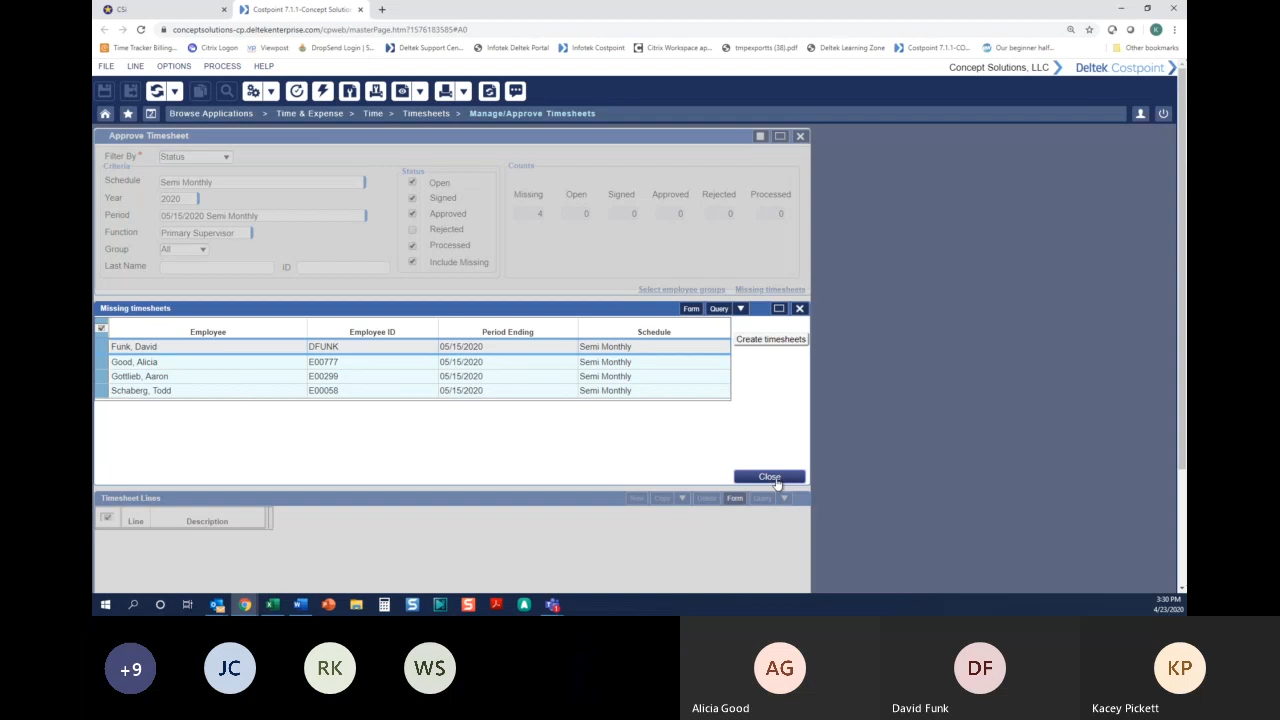 CSi
Costpoint 7.1.1-Concept Solution
conceptsolutions-cp.deltekenterprise.com/cpweb/masterPage.htm?1576183585#A0
Time Tracker Billing...
Citrix Logon
Viewpost
DropSend Login | S...
Deltek Support Cen...
Infotek Deltek Portal
Infotek Costpoint
Citrix Workspace ap...
tmpexportts (38).pdf
Deltek Learning Zone
Costpoint 7.1.1-CO...
Our beginner half...
Other bookmarks
FILE LINE OPTIONS PROCESS HELP
Concept Solutions, LLC
Deltek Costpoint
Browse Applications > Time & Expense > Time > Timesheets > Manage/Approve Timesheets
Approve Timesheet
Filter By * Status
Criteria
Schedule Semi Monthly
Year 2020
Period 05/15/2020 Semi Monthly
Function Primary Supervisor
Group All
Last Name ID
Status
Open
Signed
Approved
Rejected
Processed
Include Missing
Counts
Missing Open Signed Approved Rejected Processed
4 0 0 0 0 0
Select employee groups Missing timesheets
Missing timesheets Form Query
Employee Employee ID Period Ending Schedule
Funk, David DFUNK 05/15/2020 Semi Monthly
Good, Alicia E00777 05/15/2020 Semi Monthly
Gottlieb, Aaron E00299 05/15/2020 Semi Monthly
Schaberg, Todd E00058 05/15/2020 Semi Monthly
Create timesheets
Close
Timesheet Lines New Copy Delete Form Query
Line Description
3:30 PM
4/23/2020
+9 JC RK WS AG DF KP
Alicia Good David Funk Kacey Pickett